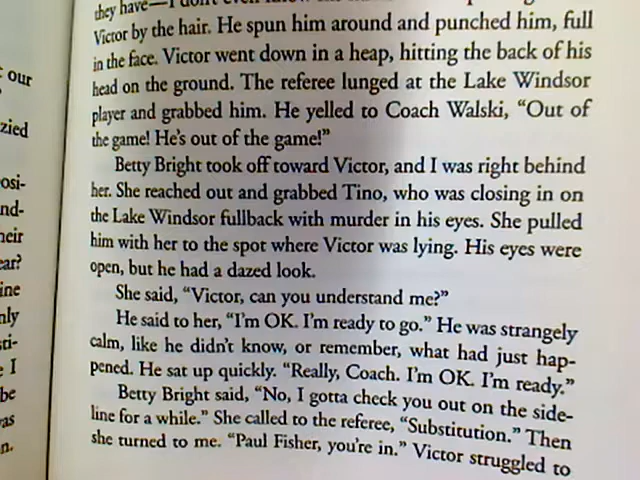 they have—I don't even know
Victor by the hair. He spun him around and punched him, full
in the face. Victor went down in a heap, hitting the back of his
head on the ground. The referee lunged at the Lake Windsor
player and grabbed him. He yelled to Coach Walski, “Out of
the game! He's out of the game!”
Betty Bright took off toward Victor, and I was right behind
her. She reached out and grabbed Tino, who was closing in on
the Lake Windsor fullback with murder in his eyes. She pulled
him with her to the spot where Victor was lying. His eyes were
open, but he had a dazed look.
She said, “Victor, can you understand me?”
He said to her, “I'm OK. I'm ready to go.” He was strangely
calm, like he didn't know, or remember, what had just hap-
pened. He sat up quickly. “Really, Coach. I'm OK. I'm ready.”
Betty Bright said, “No, I gotta check you out on the side-
line for a while.” She called to the referee, “Substitution.” Then
she turned to me. “Paul Fisher, you're in.” Victor struggled to